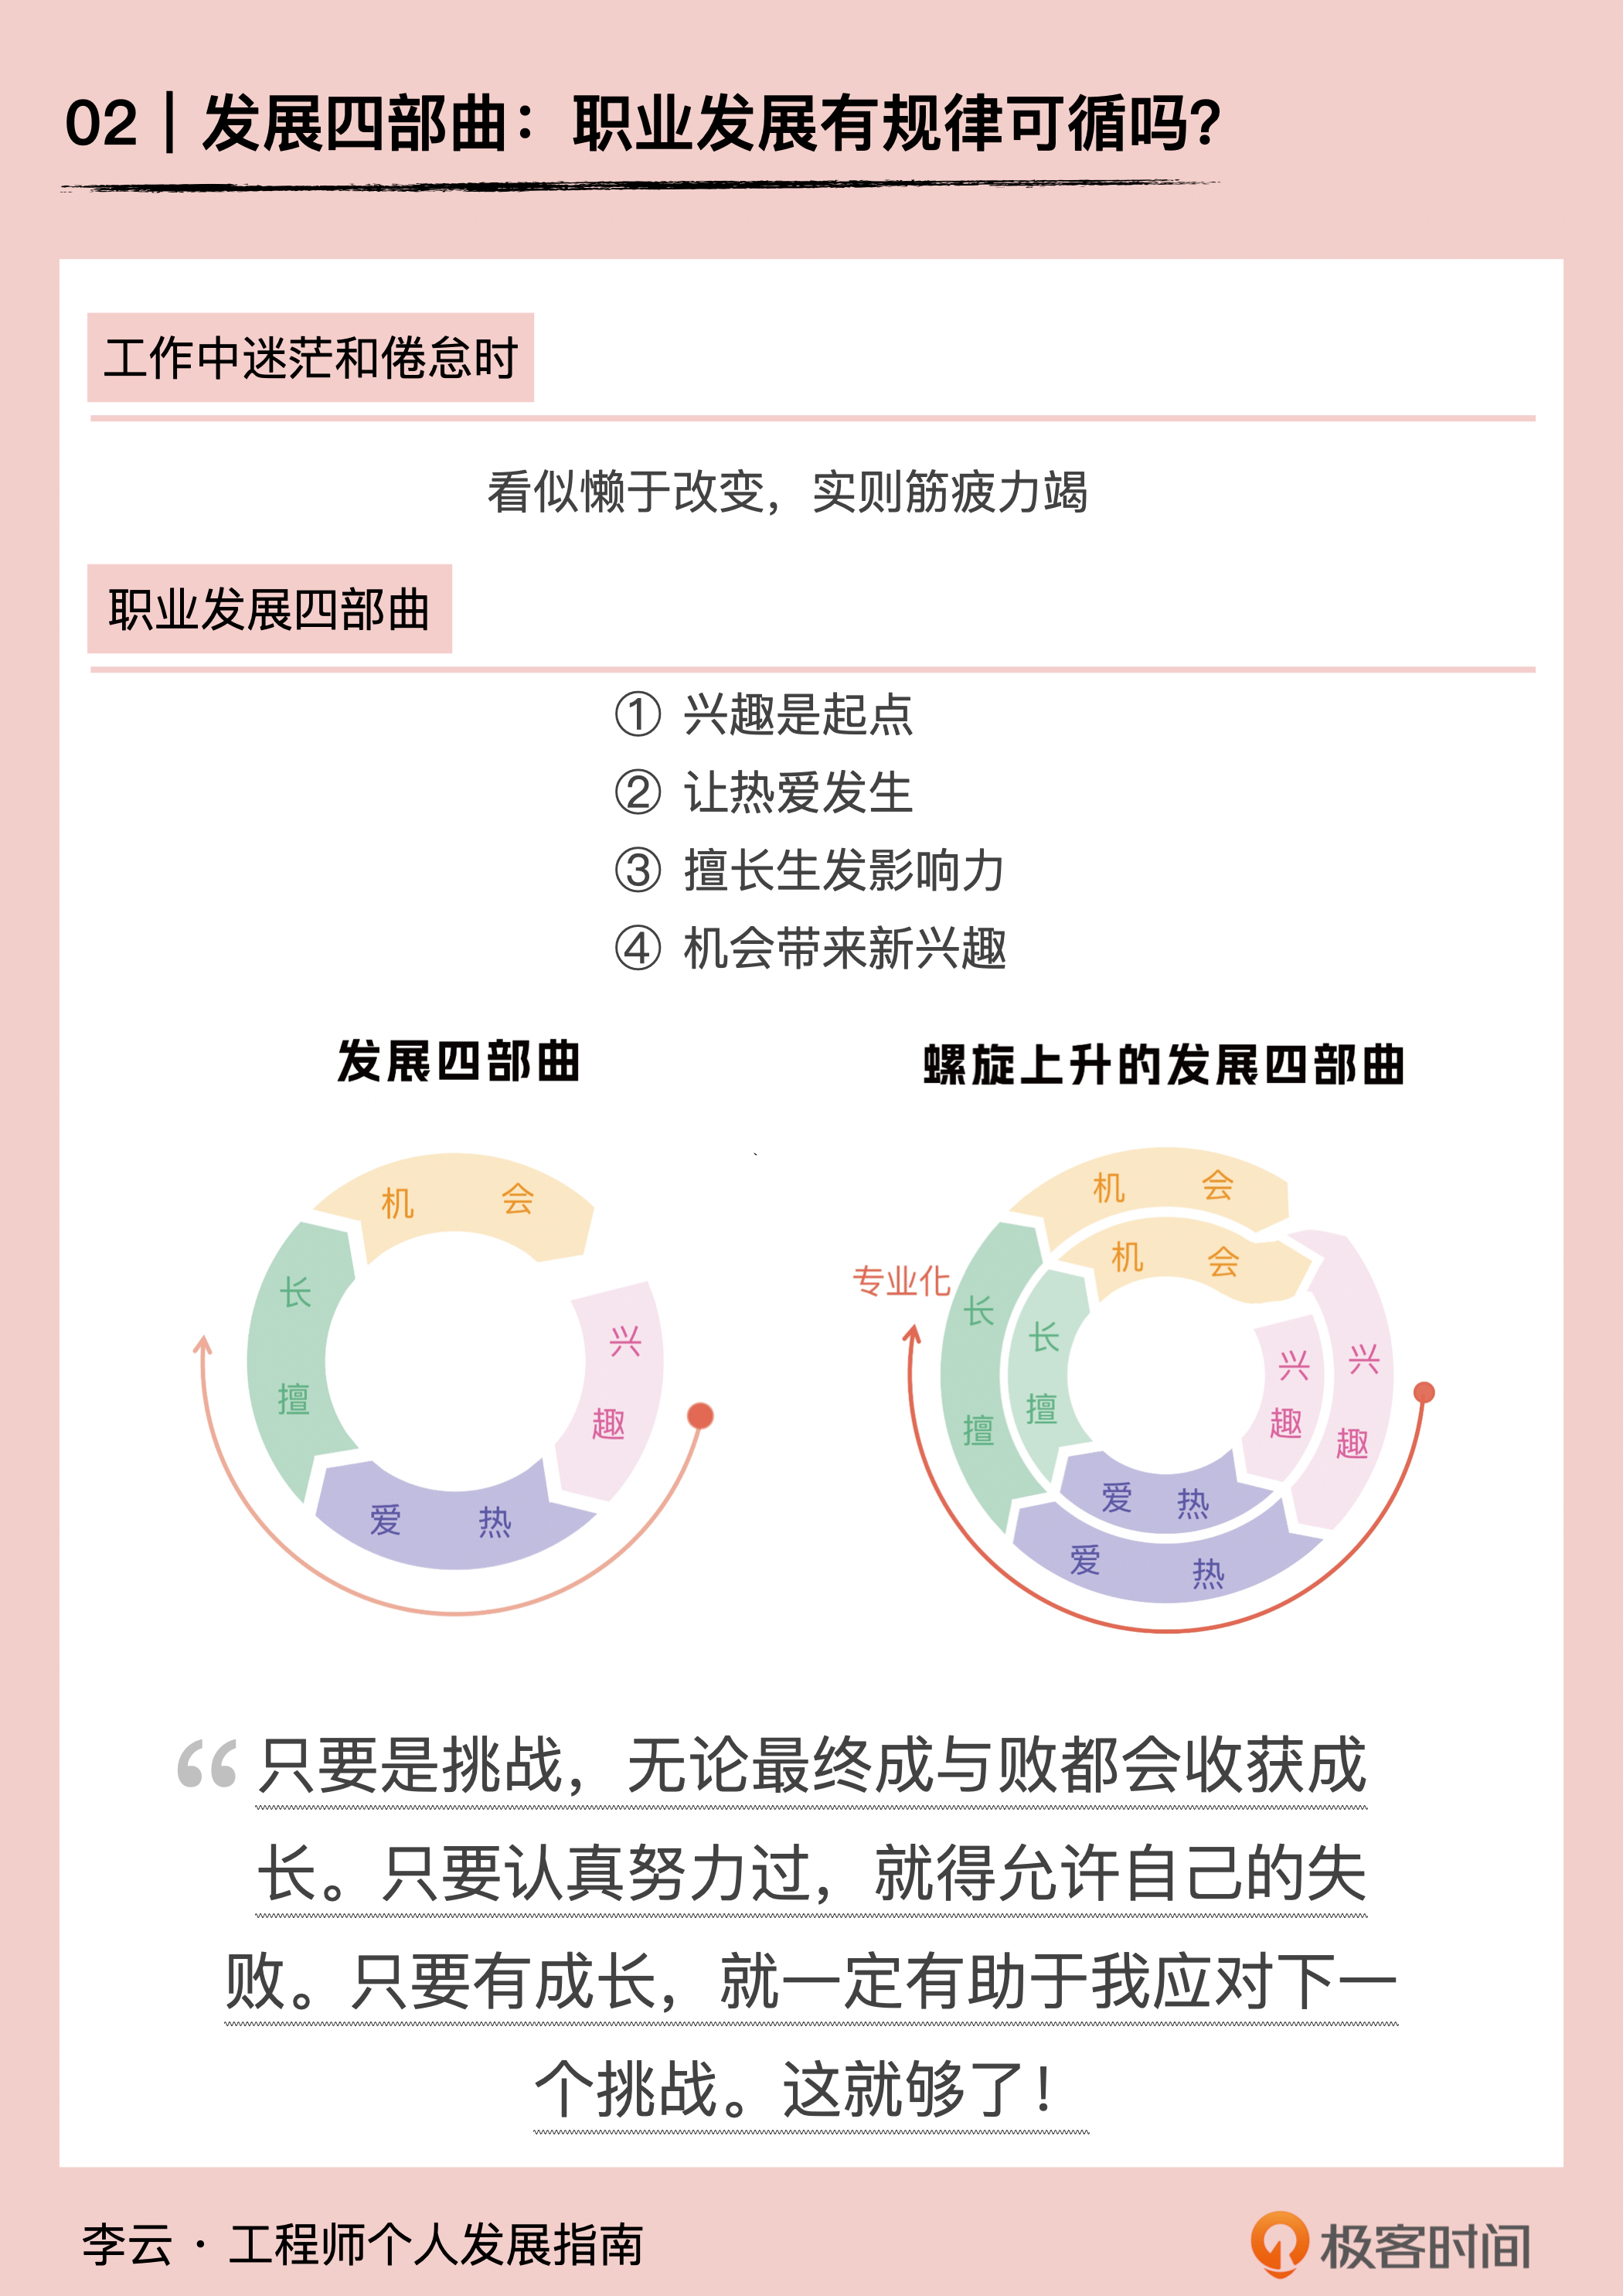 02｜发展四部曲：职业发展有规律可循吗?
工作中迷茫和倦怠时
看似懒于改变，实则筋疲力竭
职业发展四部曲
① 兴趣是起点
② 让热爱发生
③ 擅长生发影响力
④ 机会带来新兴趣
发展四部曲
兴趣
热爱
擅长
机会
螺旋上升的发展四部曲
专业化
兴趣
热爱
擅长
机会
兴趣
热爱
擅长
机会
“只要是挑战，无论最终成与败都会收获成
长。只要认真努力过，就得允许自己的失
败。只要有成长，就一定有助于我应对下一
个挑战。这就够了！
李云 · 工程师个人发展指南
极客时间